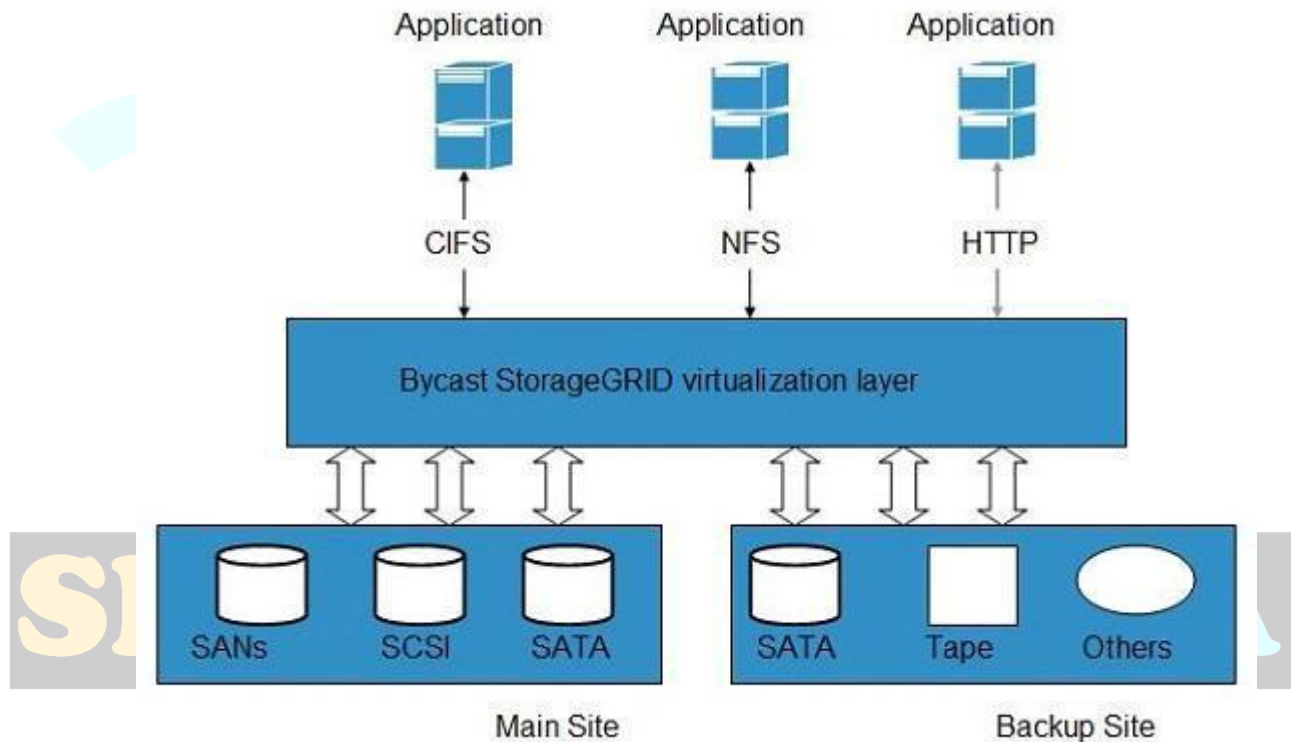 Application Application Application
CIFS NFS HTTP
Bycast StorageGRID virtualization layer
SANs SCSI SATA SATA Tape Others
Main Site Backup Site